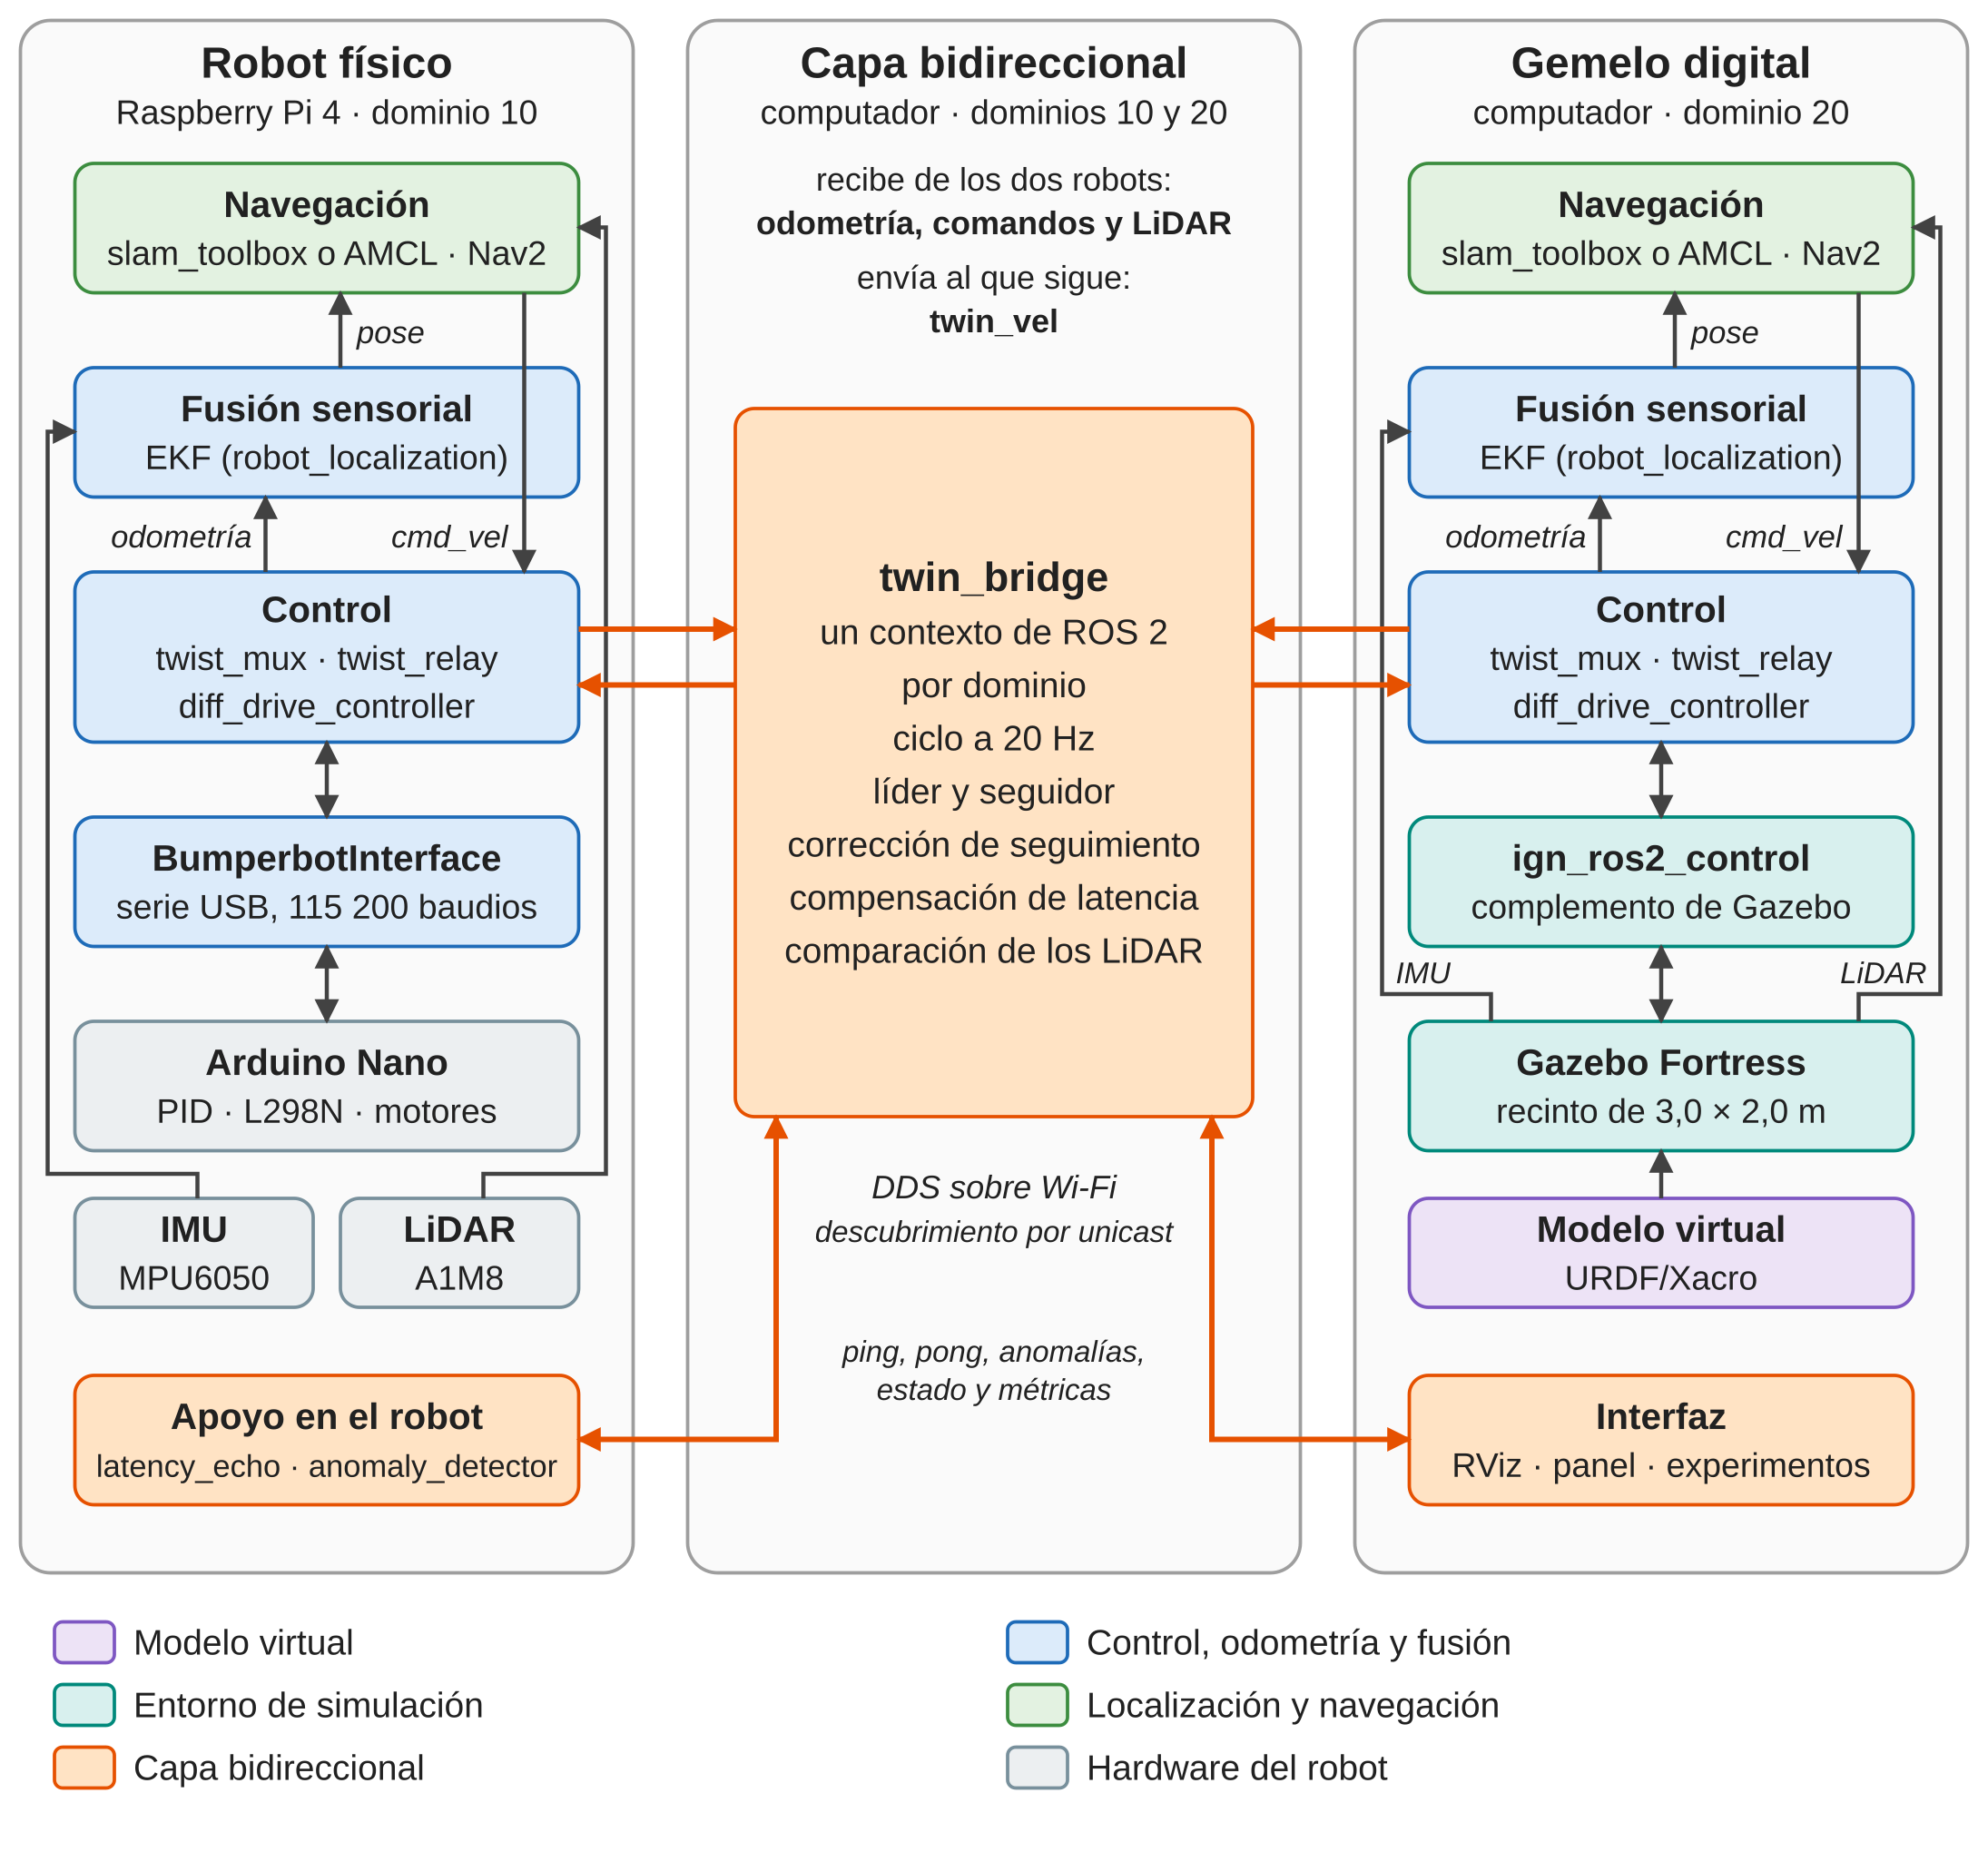 Robot físico
Raspberry Pi 4 · dominio 10
Navegación
slam_toolbox o AMCL · Nav2
pose
Fusión sensorial
EKF (robot_localization)
odometría
cmd_vel
Control
twist_mux · twist_relay
diff_drive_controller
BumperbotInterface
serie USB, 115 200 baudios
Arduino Nano
PID · L298N · motores
IMU
MPU6050
LiDAR
A1M8
Apoyo en el robot
latency_echo · anomaly_detector
Capa bidireccional
computador · dominios 10 y 20
recibe de los dos robots:
odometría, comandos y LiDAR
envía al que sigue:
twin_vel
twin_bridge
un contexto de ROS 2
por dominio
ciclo a 20 Hz
líder y seguidor
corrección de seguimiento
compensación de latencia
comparación de los LiDAR
DDS sobre Wi-Fi
descubrimiento por unicast
ping, pong, anomalías,
estado y métricas
Gemelo digital
computador · dominio 20
Navegación
slam_toolbox o AMCL · Nav2
pose
Fusión sensorial
EKF (robot_localization)
odometría
cmd_vel
Control
twist_mux · twist_relay
diff_drive_controller
ign_ros2_control
complemento de Gazebo
IMU
LiDAR
Gazebo Fortress
recinto de 3,0 × 2,0 m
Modelo virtual
URDF/Xacro
Interfaz
RViz · panel · experimentos
Modelo virtual
Entorno de simulación
Capa bidireccional
Control, odometría y fusión
Localización y navegación
Hardware del robot